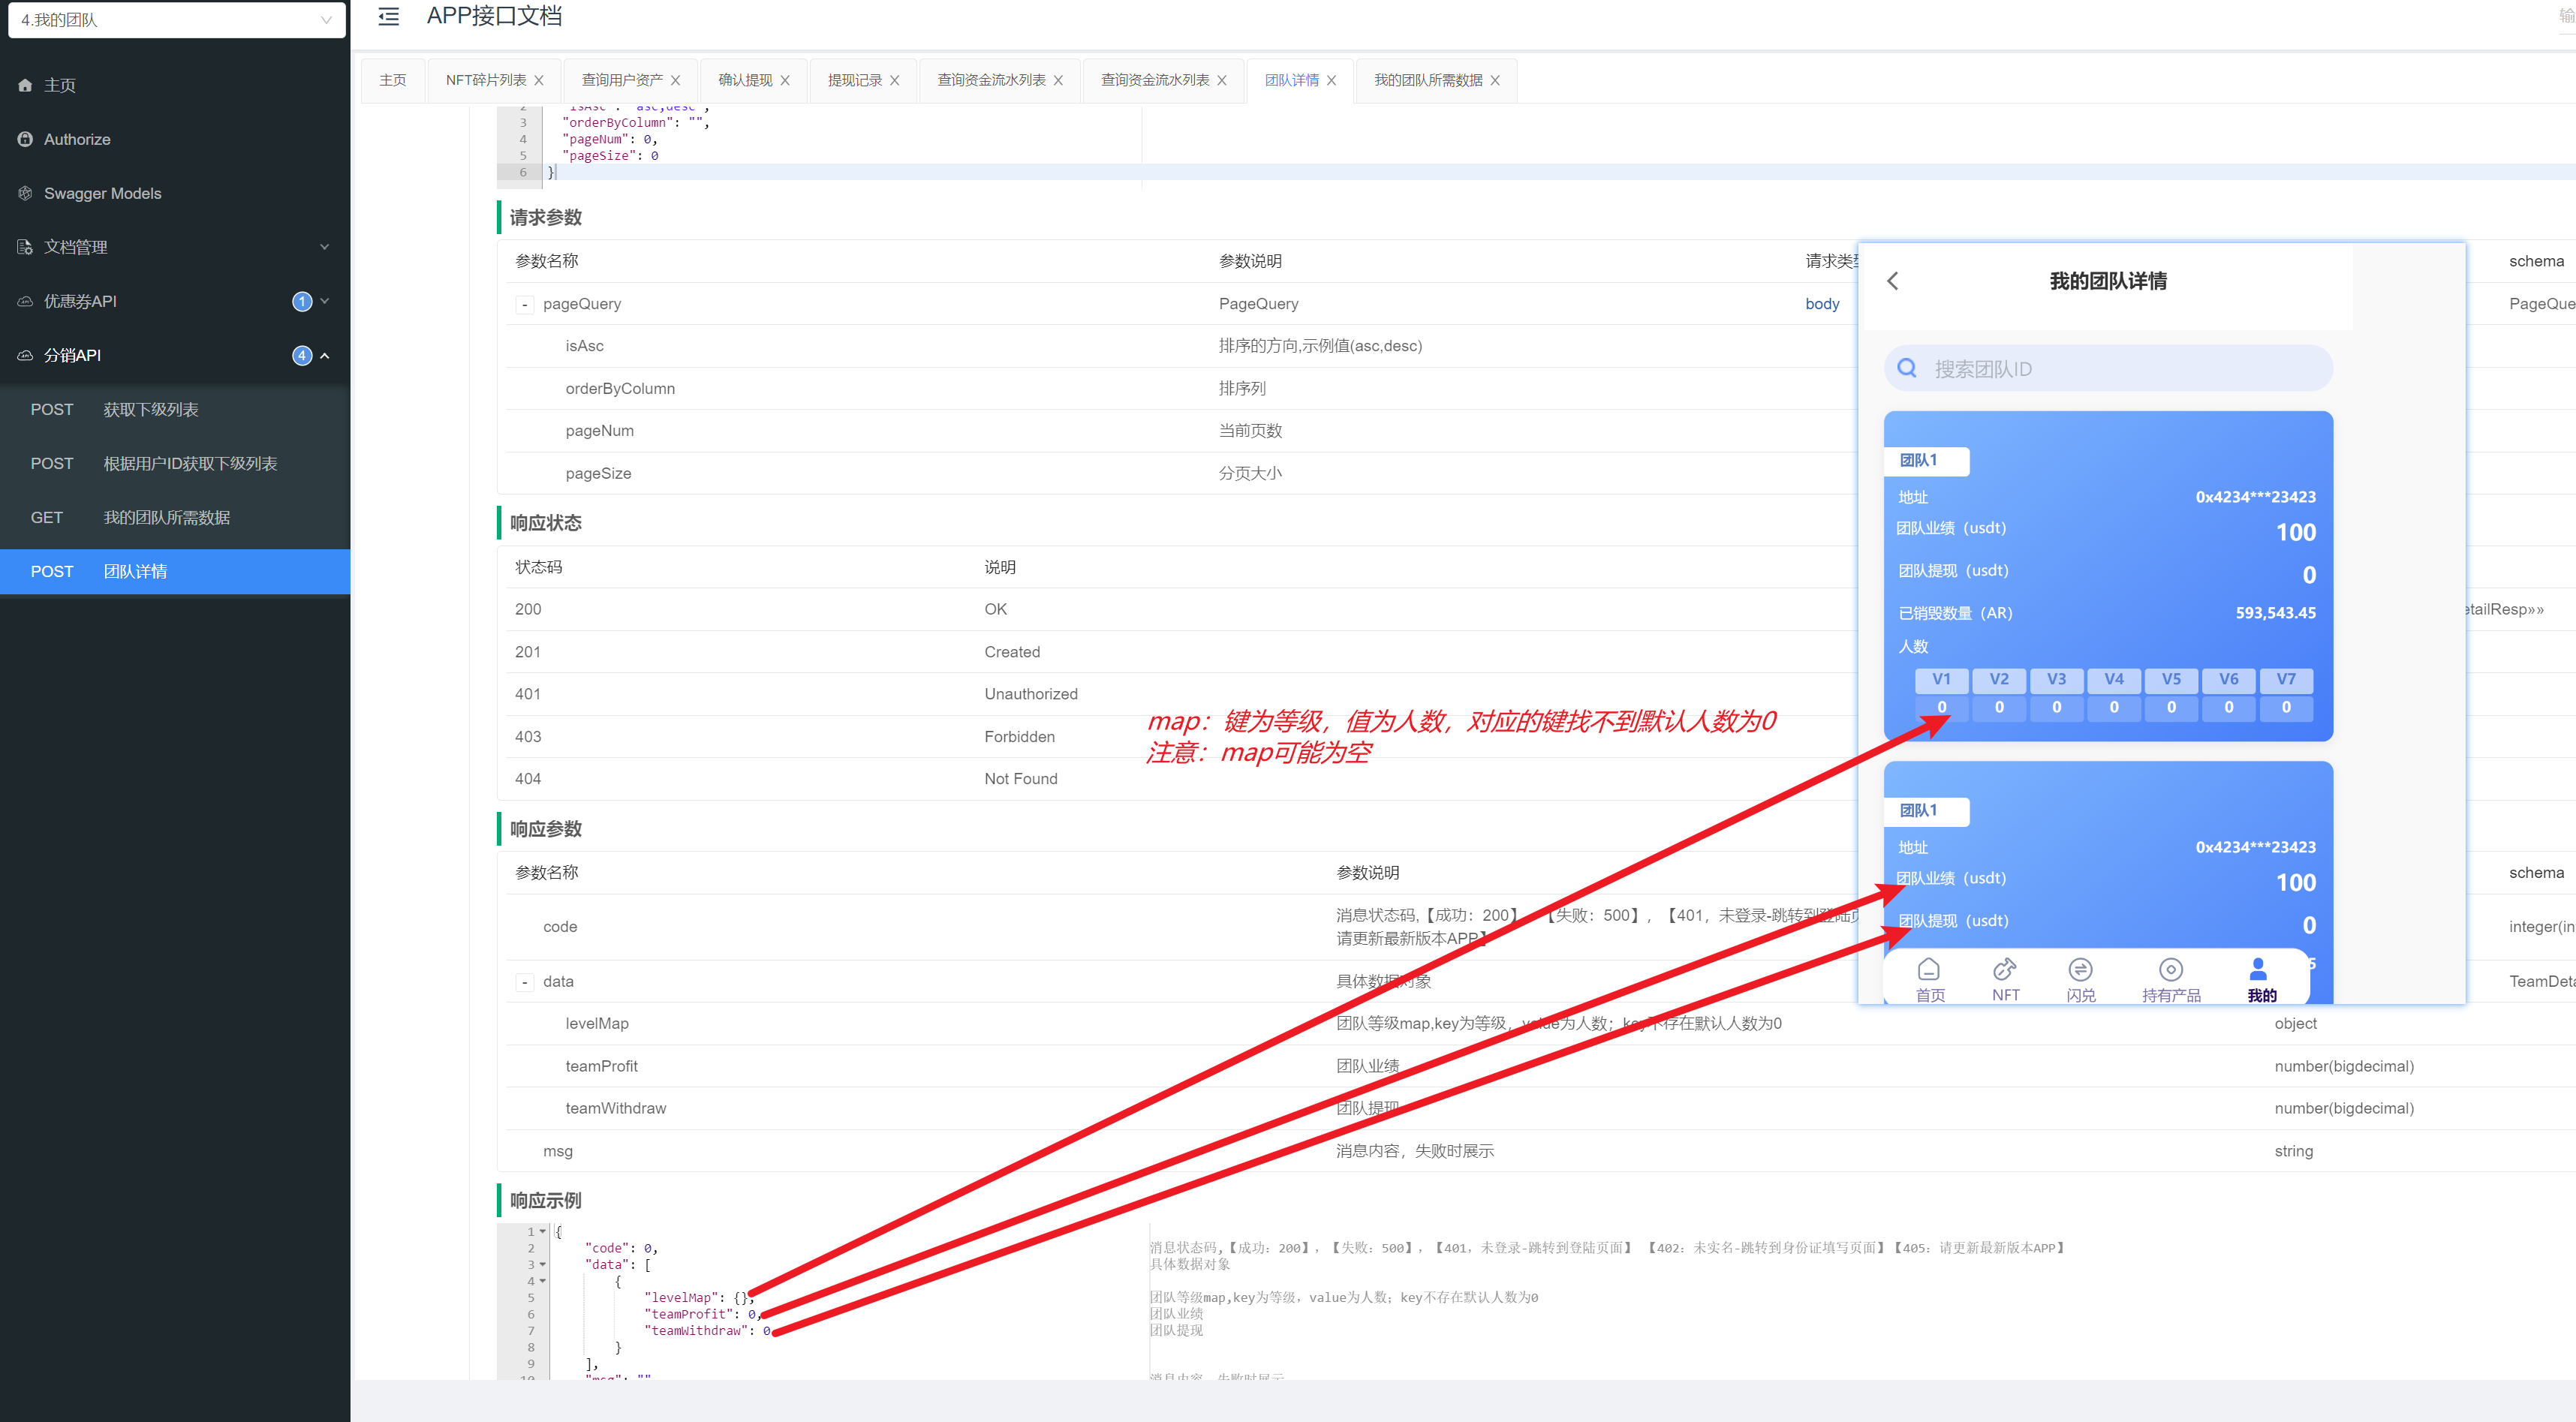 4.我的团队
主页
Authorize
Swagger Models
文档管理
优惠券API 1
分销API 4
POST 获取下级列表
POST 根据用户ID获取下级列表
GET 我的团队所需数据
POST 团队详情
APP接口文档
主页 NFT碎片列表 查询用户资产 确认提现 提现记录 查询资金流水列表 查询资金流水列表 团队详情 我的团队所需数据
2 "isAsc": "asc,desc",
3 "orderByColumn": "",
4 "pageNum": 0,
5 "pageSize": 0
6 }
请求参数
参数名称 参数说明 schema
- pageQuery PageQuery body
isAsc 排序的方向,示例值(asc,desc)
orderByColumn 排序列
pageNum 当前页数
pageSize 分页大小
响应状态
状态码 说明
200 OK
201 Created
401 Unauthorized
403 Forbidden
404 Not Found
map：键为等级，值为人数，对应的键找不到默认人数为0
注意：map可能为空
响应参数
参数名称 参数说明 schema
code 消息状态码,【成功：200】，【失败：500】，【401，未登录-跳转到登陆
请更新最新版本APP】
- data 具体数据对象
levelMap 团队等级map,key为等级，value为人数；key不存在默认人数为0 object
teamProfit 团队业绩 number(bigdecimal)
teamWithdraw 团队提现 number(bigdecimal)
msg 消息内容，失败时展示 string
响应示例
1 {
2 "code": 0, 消息状态码,【成功：200】，【失败：500】，【401，未登录-跳转到登陆页面】 【402：未实名-跳转到身份证填写页面】【405：请更新最新版本APP】
3 "data": [ 具体数据对象
4 {
5 "levelMap": {}, 团队等级map,key为等级，value为人数；key不存在默认人数为0
6 "teamProfit": 0, 团队业绩
7 "teamWithdraw": 0 团队提现
8 }
9 ],
10 "msg": "" 消息内容，失败时展示
我的团队详情
搜索团队ID
团队1
地址 0x4234***23423
团队业绩（usdt） 100
团队提现（usdt） 0
已销毁数量（AR） 593,543.45
人数
V1 V2 V3 V4 V5 V6 V7
0 0 0 0 0 0 0
团队1
地址 0x4234***23423
团队业绩（usdt） 100
团队提现（usdt） 0
5
首页 NFT 闪兑 持有产品 我的